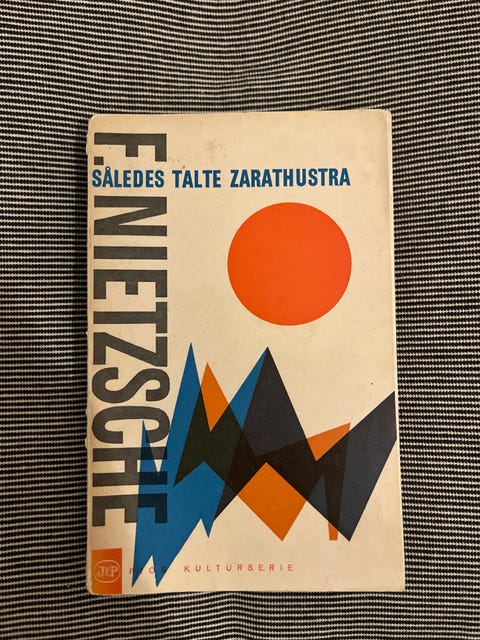 F. NIETZSCHE
SÅLEDES TALTE ZARATHUSTRA
J&P
KULTURSERIE